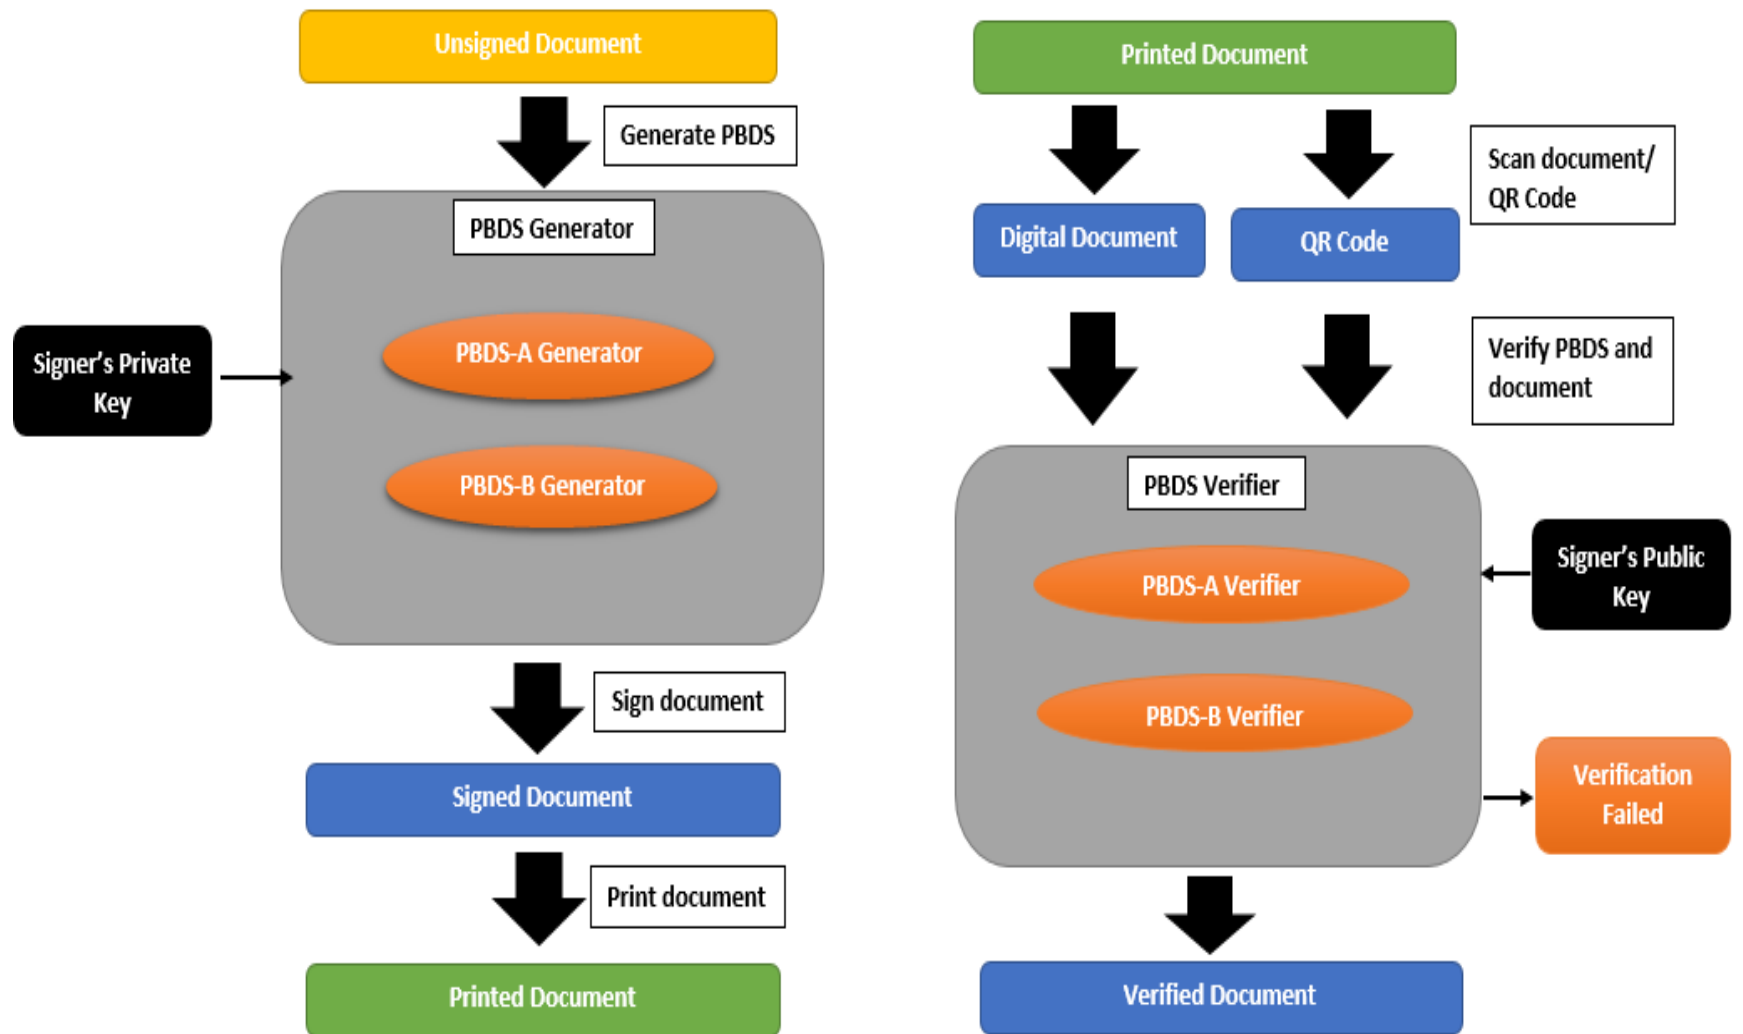 Unsigned Document
Generate PBDS
PBDS Generator
PBDS-A Generator
Signer's Private
Key
PBDS-B Generator
Sign document
Signed Document
Print document
Printed Document
Printed Document
Scan document/
QR Code
Digital Document
QR Code
Verify PBDS and
document
PBDS Verifier
PBDS-A Verifier
Signer's Public
Key
PBDS-B Verifier
Verification
Failed
Verified Document